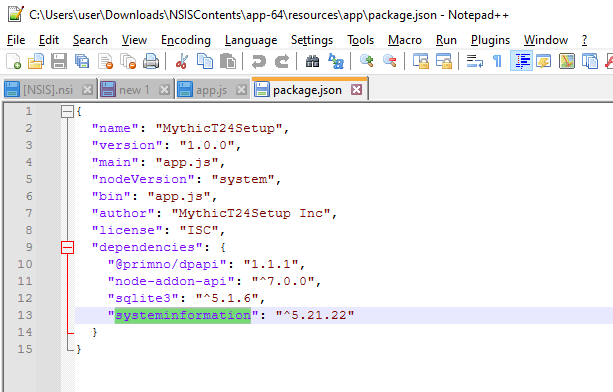 C:\Users\user\Downloads\NSISContents\app-64\resources\app\package.json - Notepad++
File Edit Search View Encoding Language Settings Tools Macro Run Plugins Window ?
[NSIS].nsi new 1 app.js package.json
1 {
2 "name": "MythicT24Setup",
3 "version": "1.0.0",
4 "main": "app.js",
5 "nodeVersion": "system",
6 "bin": "app.js",
7 "author": "MythicT24Setup Inc",
8 "license": "ISC",
9 "dependencies": {
10 "@primno/dpapi": "1.1.1",
11 "node-addon-api": "^7.0.0",
12 "sqlite3": "^5.1.6",
13 "systeminformation": "^5.21.22"
14 }
15 }